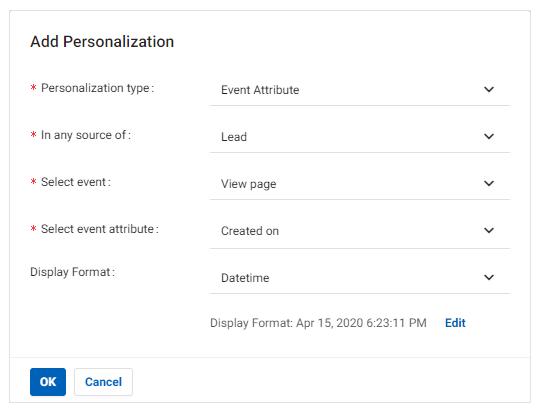 Add Personalization
* Personalization type: Event Attribute
* In any source of: Lead
* Select event: View page
* Select event attribute: Created on
Display Format: Datetime
Display Format: Apr 15, 2020 6:23:11 PM Edit
OK Cancel